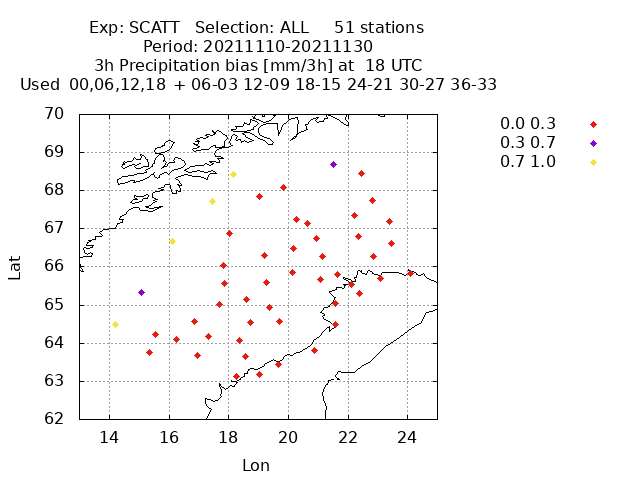 Exp: SCATT   Selection: ALL     51 stations
Period: 20211110-20211130
3h Precipitation bias [mm/3h] at  18 UTC
Used  00,06,12,18  + 06-03 12-09 18-15 24-21 30-27 36-33
0.0 0.3
0.3 0.7
0.7 1.0
70
69
68
67
66
65
64
63
62
Lat
14 16 18 20 22 24
Lon